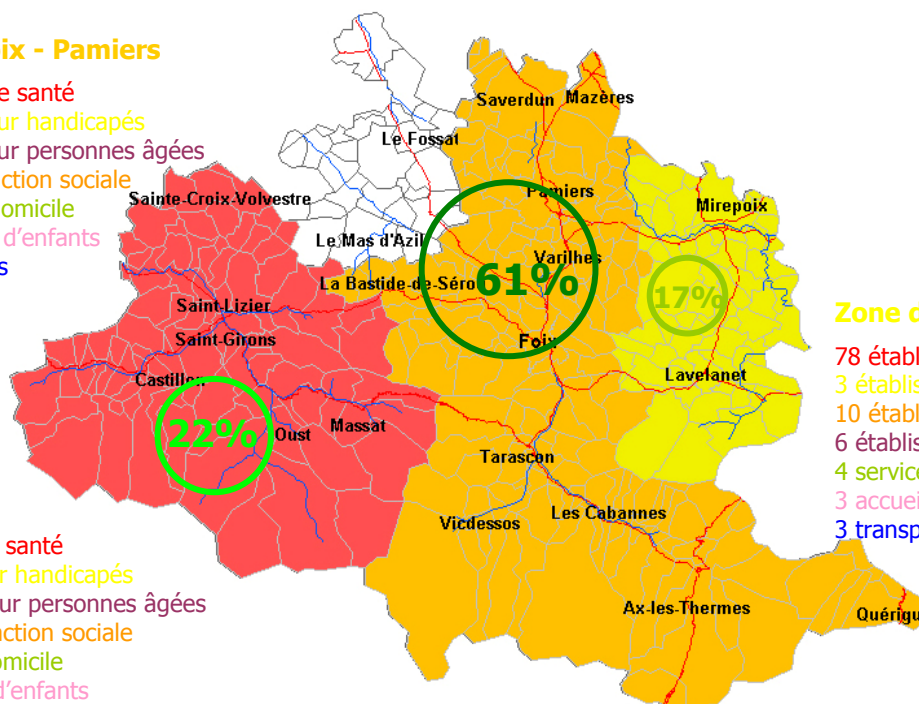 ix - Pamiers
e santé
ur handicapés
ur personnes âgées
ction sociale
omicile
d'enfants
s
Saverdun
Mazères
Le Fossat
Pamiers
Sainte-Croix-Volvestre
Mirepoix
Le Mas d'Azil
Varilhes
La Bastide-de-Séro
61%
17%
Saint-Lizier
Saint-Girons
Foix
Castillon
Lavelanet
22%
Oust
Massat
Tarascon
Vicdessos
Les Cabannes
Ax-les-Thermes
Quérigu
Zone d
78 établ
3 établis
10 établ
6 établis
4 service
3 accuei
3 transp
santé
r handicapés
ur personnes âgées
ction sociale
omicile
d'enfants